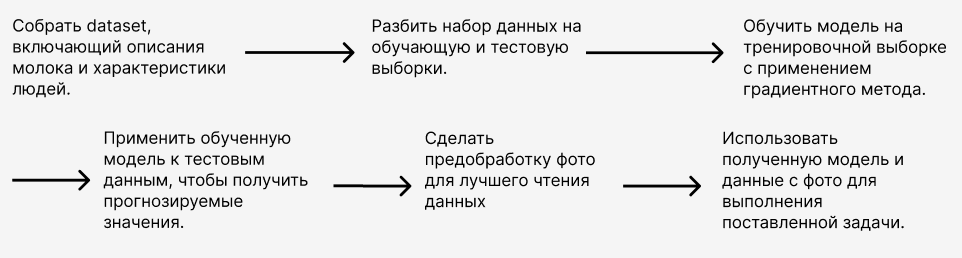 Собрать dataset,
включающий описания
молока и характеристики
людей.
Разбить набор данных на
обучающую и тестовую
выборки.
Обучить модель на
тренировочной выборке
с применением
градиентного метода.
Применить обученную
модель к тестовым
данным, чтобы получить
прогнозируемые
значения.
Сделать
предобработку фото
для лучшего чтения
данных
Использовать
полученную модель и
данные с фото для
выполнения
поставленной задачи.